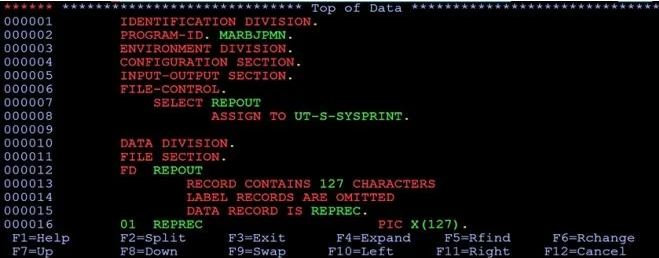 ****** ***************************** Top of Data ******************************
000001 IDENTIFICATION DIVISION.
000002 PROGRAM-ID. MARBJPMN.
000003 ENVIRONMENT DIVISION.
000004 CONFIGURATION SECTION.
000005 INPUT-OUTPUT SECTION.
000006 FILE-CONTROL.
000007 SELECT REPOUT
000008 ASSIGN TO UT-S-SYSPRINT.
000009
000010 DATA DIVISION.
000011 FILE SECTION.
000012 FD REPOUT
000013 RECORD CONTAINS 127 CHARACTERS
000014 LABEL RECORDS ARE OMITTED
000015 DATA RECORD IS REPREC.
000016 01 REPREC PIC X(127).
F1=Help F2=Split F3=Exit F4=Expand F5=Rfind F6=Rchange
F7=Up F8=Down F9=Swap F10=Left F11=Right F12=Cancel